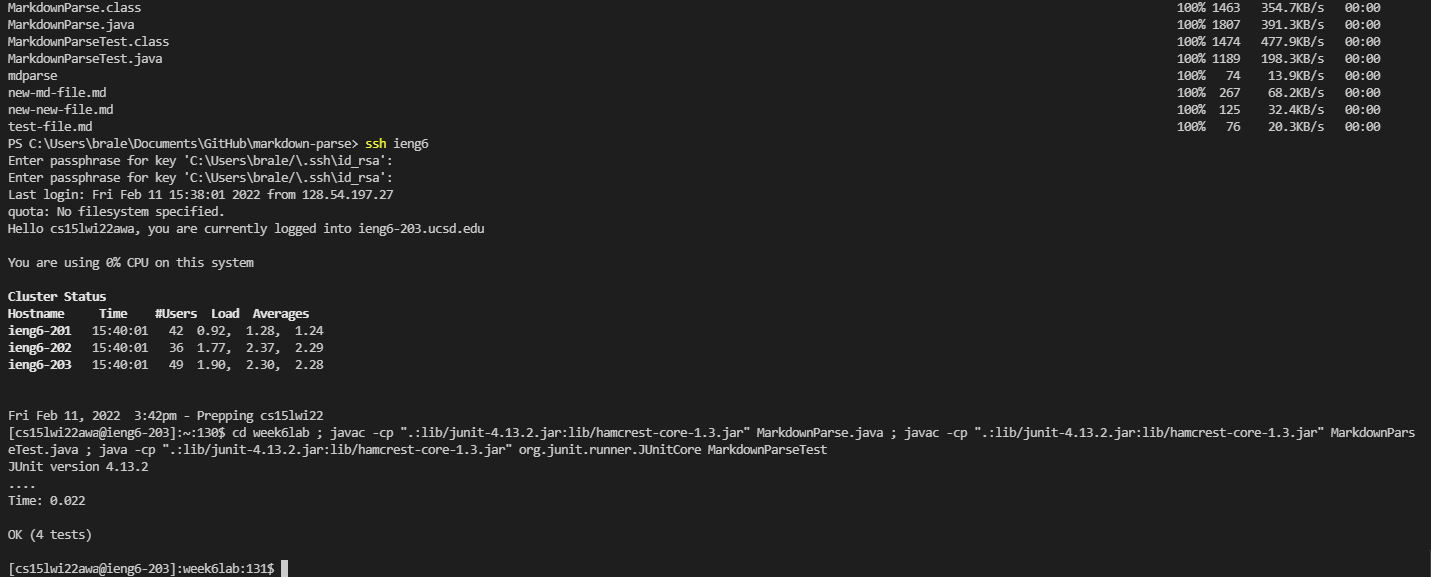 MarkdownParse.class 100% 1463 354.7KB/s 00:00
MarkdownParse.java 100% 1807 391.3KB/s 00:00
MarkdownParseTest.class 100% 1474 477.9KB/s 00:00
MarkdownParseTest.java 100% 1189 198.3KB/s 00:00
mdparse 100% 74 13.9KB/s 00:00
new-md-file.md 100% 267 68.2KB/s 00:00
new-new-file.md 100% 125 32.4KB/s 00:00
test-file.md 100% 76 20.3KB/s 00:00
PS C:\Users\brale\Documents\GitHub\markdown-parse> ssh ieng6
Enter passphrase for key 'C:\Users\brale/\.ssh\id_rsa':
Enter passphrase for key 'C:\Users\brale/\.ssh\id_rsa':
Last login: Fri Feb 11 15:38:01 2022 from 128.54.197.27
quota: No filesystem specified.
Hello cs15lwi22awa, you are currently logged into ieng6-203.ucsd.edu
You are using 0% CPU on this system
Cluster Status
Hostname Time #Users Load Averages
ieng6-201 15:40:01 42 0.92, 1.28, 1.24
ieng6-202 15:40:01 36 1.77, 2.37, 2.29
ieng6-203 15:40:01 49 1.90, 2.30, 2.28
Fri Feb 11, 2022 3:42pm - Prepping cs15lwi22
[cs15lwi22awa@ieng6-203]:~:130$ cd week6lab ; javac -cp ".:lib/junit-4.13.2.jar:lib/hamcrest-core-1.3.jar" MarkdownParse.java ; javac -cp ".:lib/junit-4.13.2.jar:lib/hamcrest-core-1.3.jar" MarkdownPars
eTest.java ; java -cp ".:lib/junit-4.13.2.jar:lib/hamcrest-core-1.3.jar" org.junit.runner.JUnitCore MarkdownParseTest
JUnit version 4.13.2
....
Time: 0.022
OK (4 tests)
[cs15lwi22awa@ieng6-203]:week6lab:131$